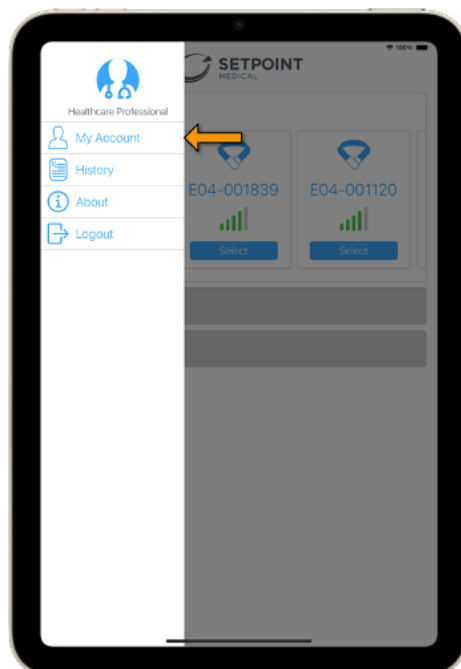 100%
SETPOINT
MEDICAL
Healthcare Professional
My Account
History
About
Logout
E04-001839
E04-001120
Select
Select